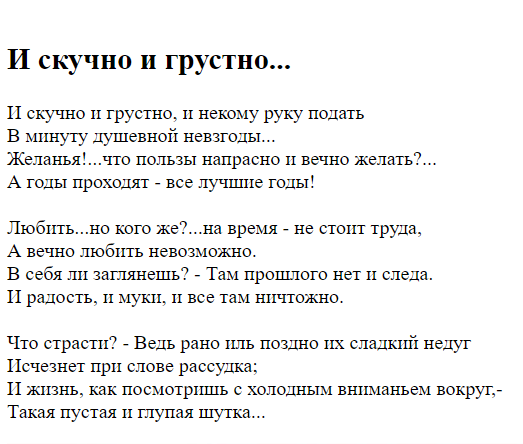 И скучно и грустно...
И скучно и грустно, и некому руку подать
В минуту душевной невзгоды...
Желанья!...что пользы напрасно и вечно желать?...
А годы проходят - все лучшие годы!
Любить...но кого же?...на время - не стоит труда,
А вечно любить невозможно.
В себя ли заглянешь? - Там прошлого нет и следа.
И радость, и муки, и все там ничтожно.
Что страсти? - Ведь рано иль поздно их сладкий недуг
Исчезнет при слове рассудка;
И жизнь, как посмотришь с холодным вниманьем вокруг,-
Такая пустая и глупая шутка...